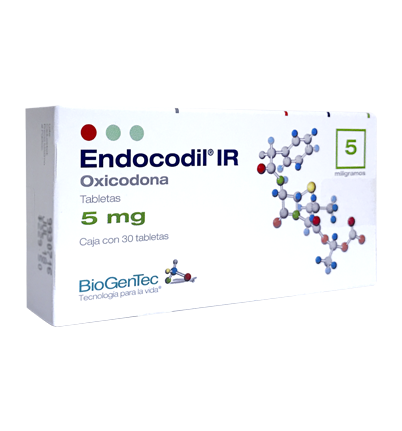 Endocodil® IR
Oxicodona
Tabletas
5 mg
Caja con 30 tabletas
BioGenTec
Tecnología para la vida®
5
miligramos